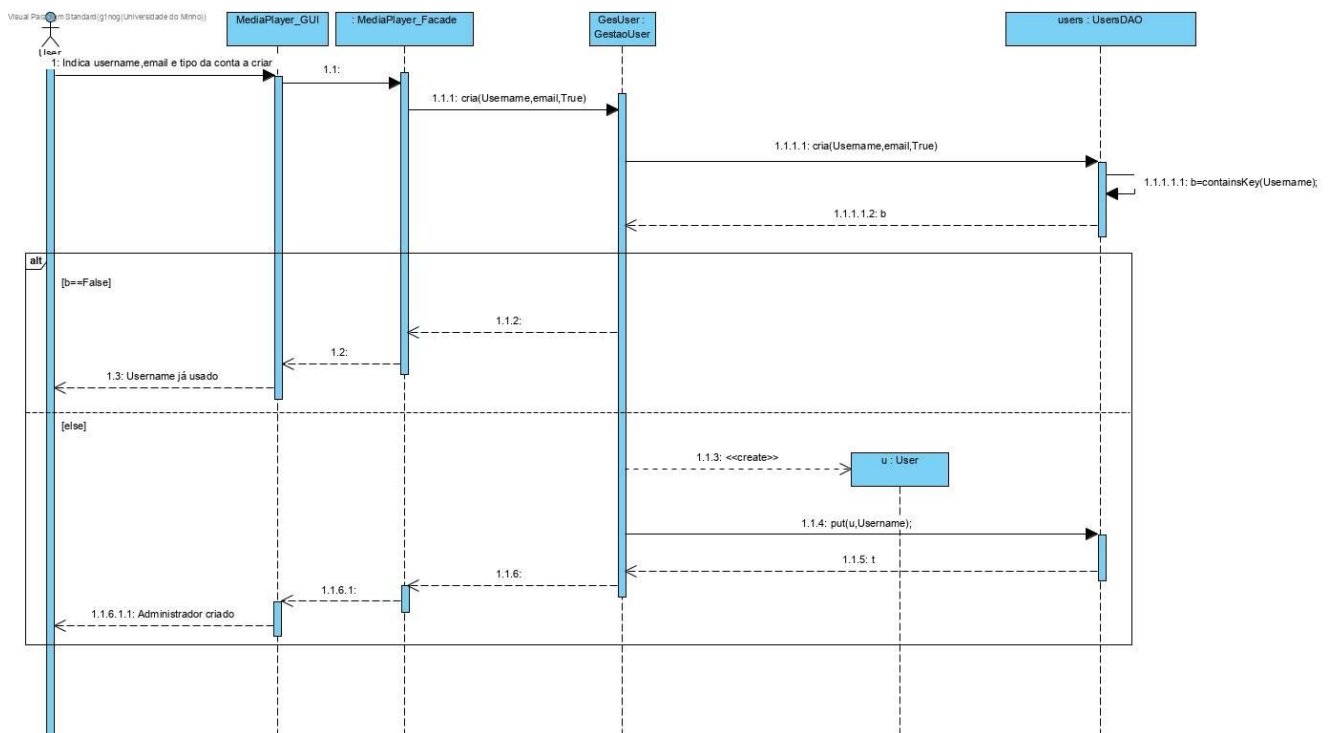 Visual Paradigm Standard(g1nog(Universidade do Minho))
User
MediaPlayer_GUI
: MediaPlayer_Facade
GesUser :
GestaoUser
users : UsersDAO
1: Indica username,email e tipo da conta a criar
1.1:
1.1.1: cria(Username,email,True)
1.1.1.1: cria(Username,email,True)
1.1.1.1.1: b=containsKey(Username);
1.1.1.1.2: b
alt
[b==False]
1.1.2:
1.2:
1.3: Username já usado
[else]
1.1.3: <<create>>
u : User
1.1.4: put(u,Username);
1.1.5: t
1.1.6:
1.1.6.1:
1.1.6.1.1: Administrador criado